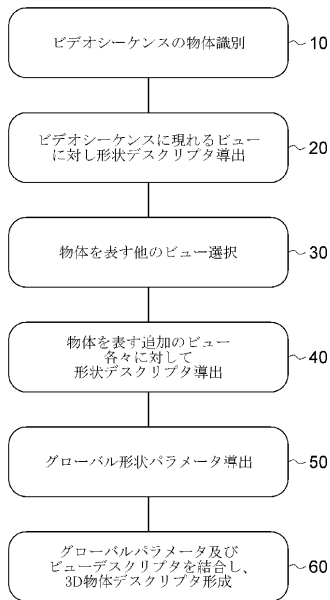 ビデオシーケンスの物体識別
10
ビデオシーケンスに現れるビュー
に対し形状デスクリプタ導出
20
物体を表す他のビュー選択
30
物体を表す追加のビュー
各々に対して
形状デスクリプタ導出
40
グローバル形状パラメータ導出
50
グローバルパラメータ及び
ビューデスクリプタを結合し、
3D物体デスクリプタ形成
60